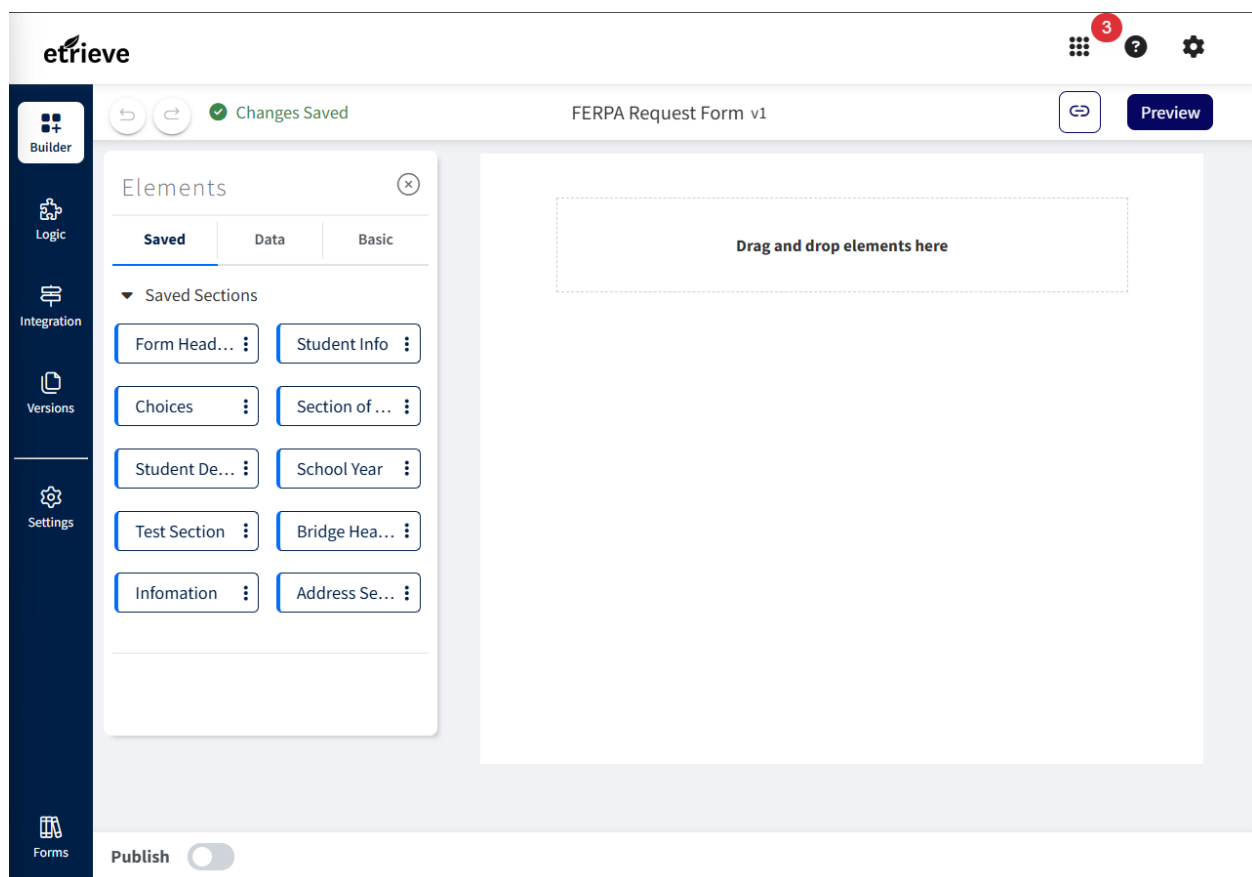 etrieve
3
?
Builder
Changes Saved
FERPA Request Form v1
Preview
Logic
Integration
Versions
Settings
Forms
Elements
Saved
Data
Basic
Saved Sections
Form Head...
Student Info
Choices
Section of ...
Student De...
School Year
Test Section
Bridge Hea...
Infomation
Address Se...
Drag and drop elements here
Publish